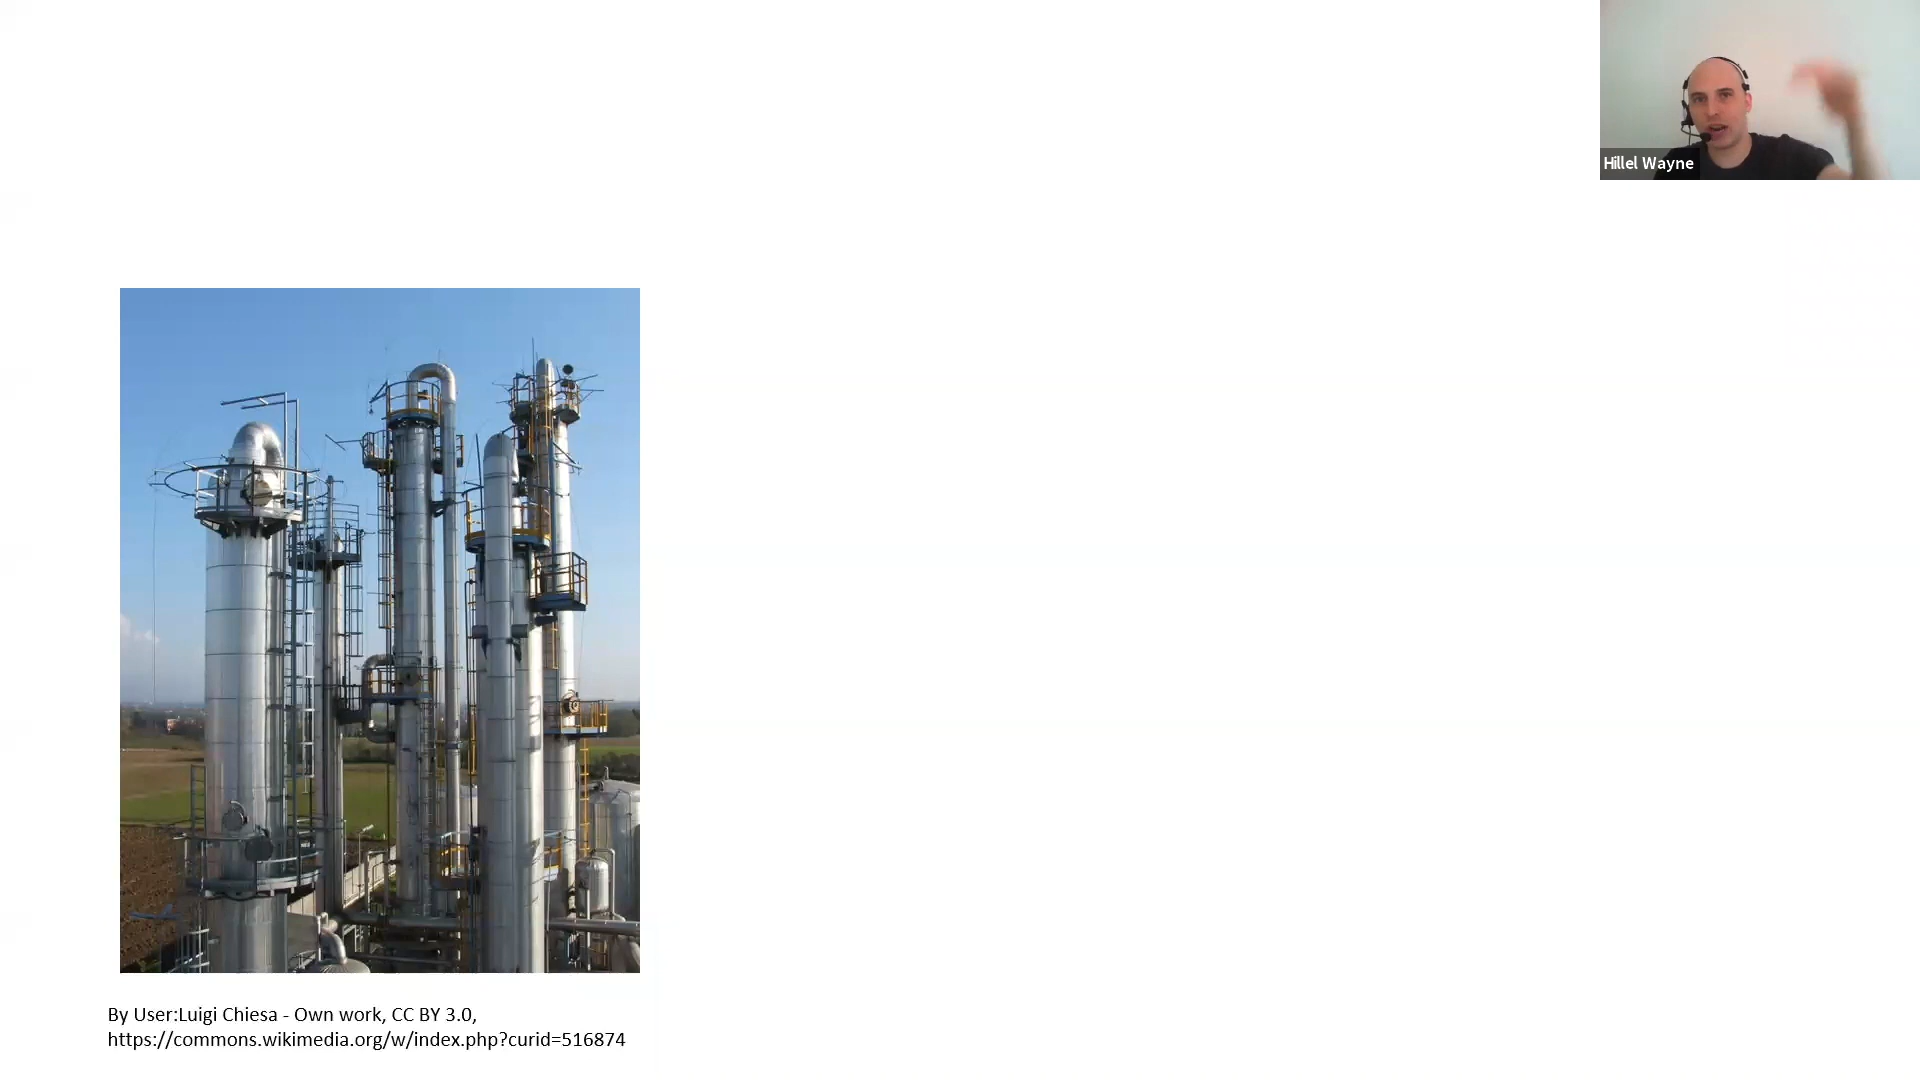 Hillel Wayne
By User:Luigi Chiesa - Own work, CC BY 3.0,
https://commons.wikimedia.org/w/index.php?curid=516874